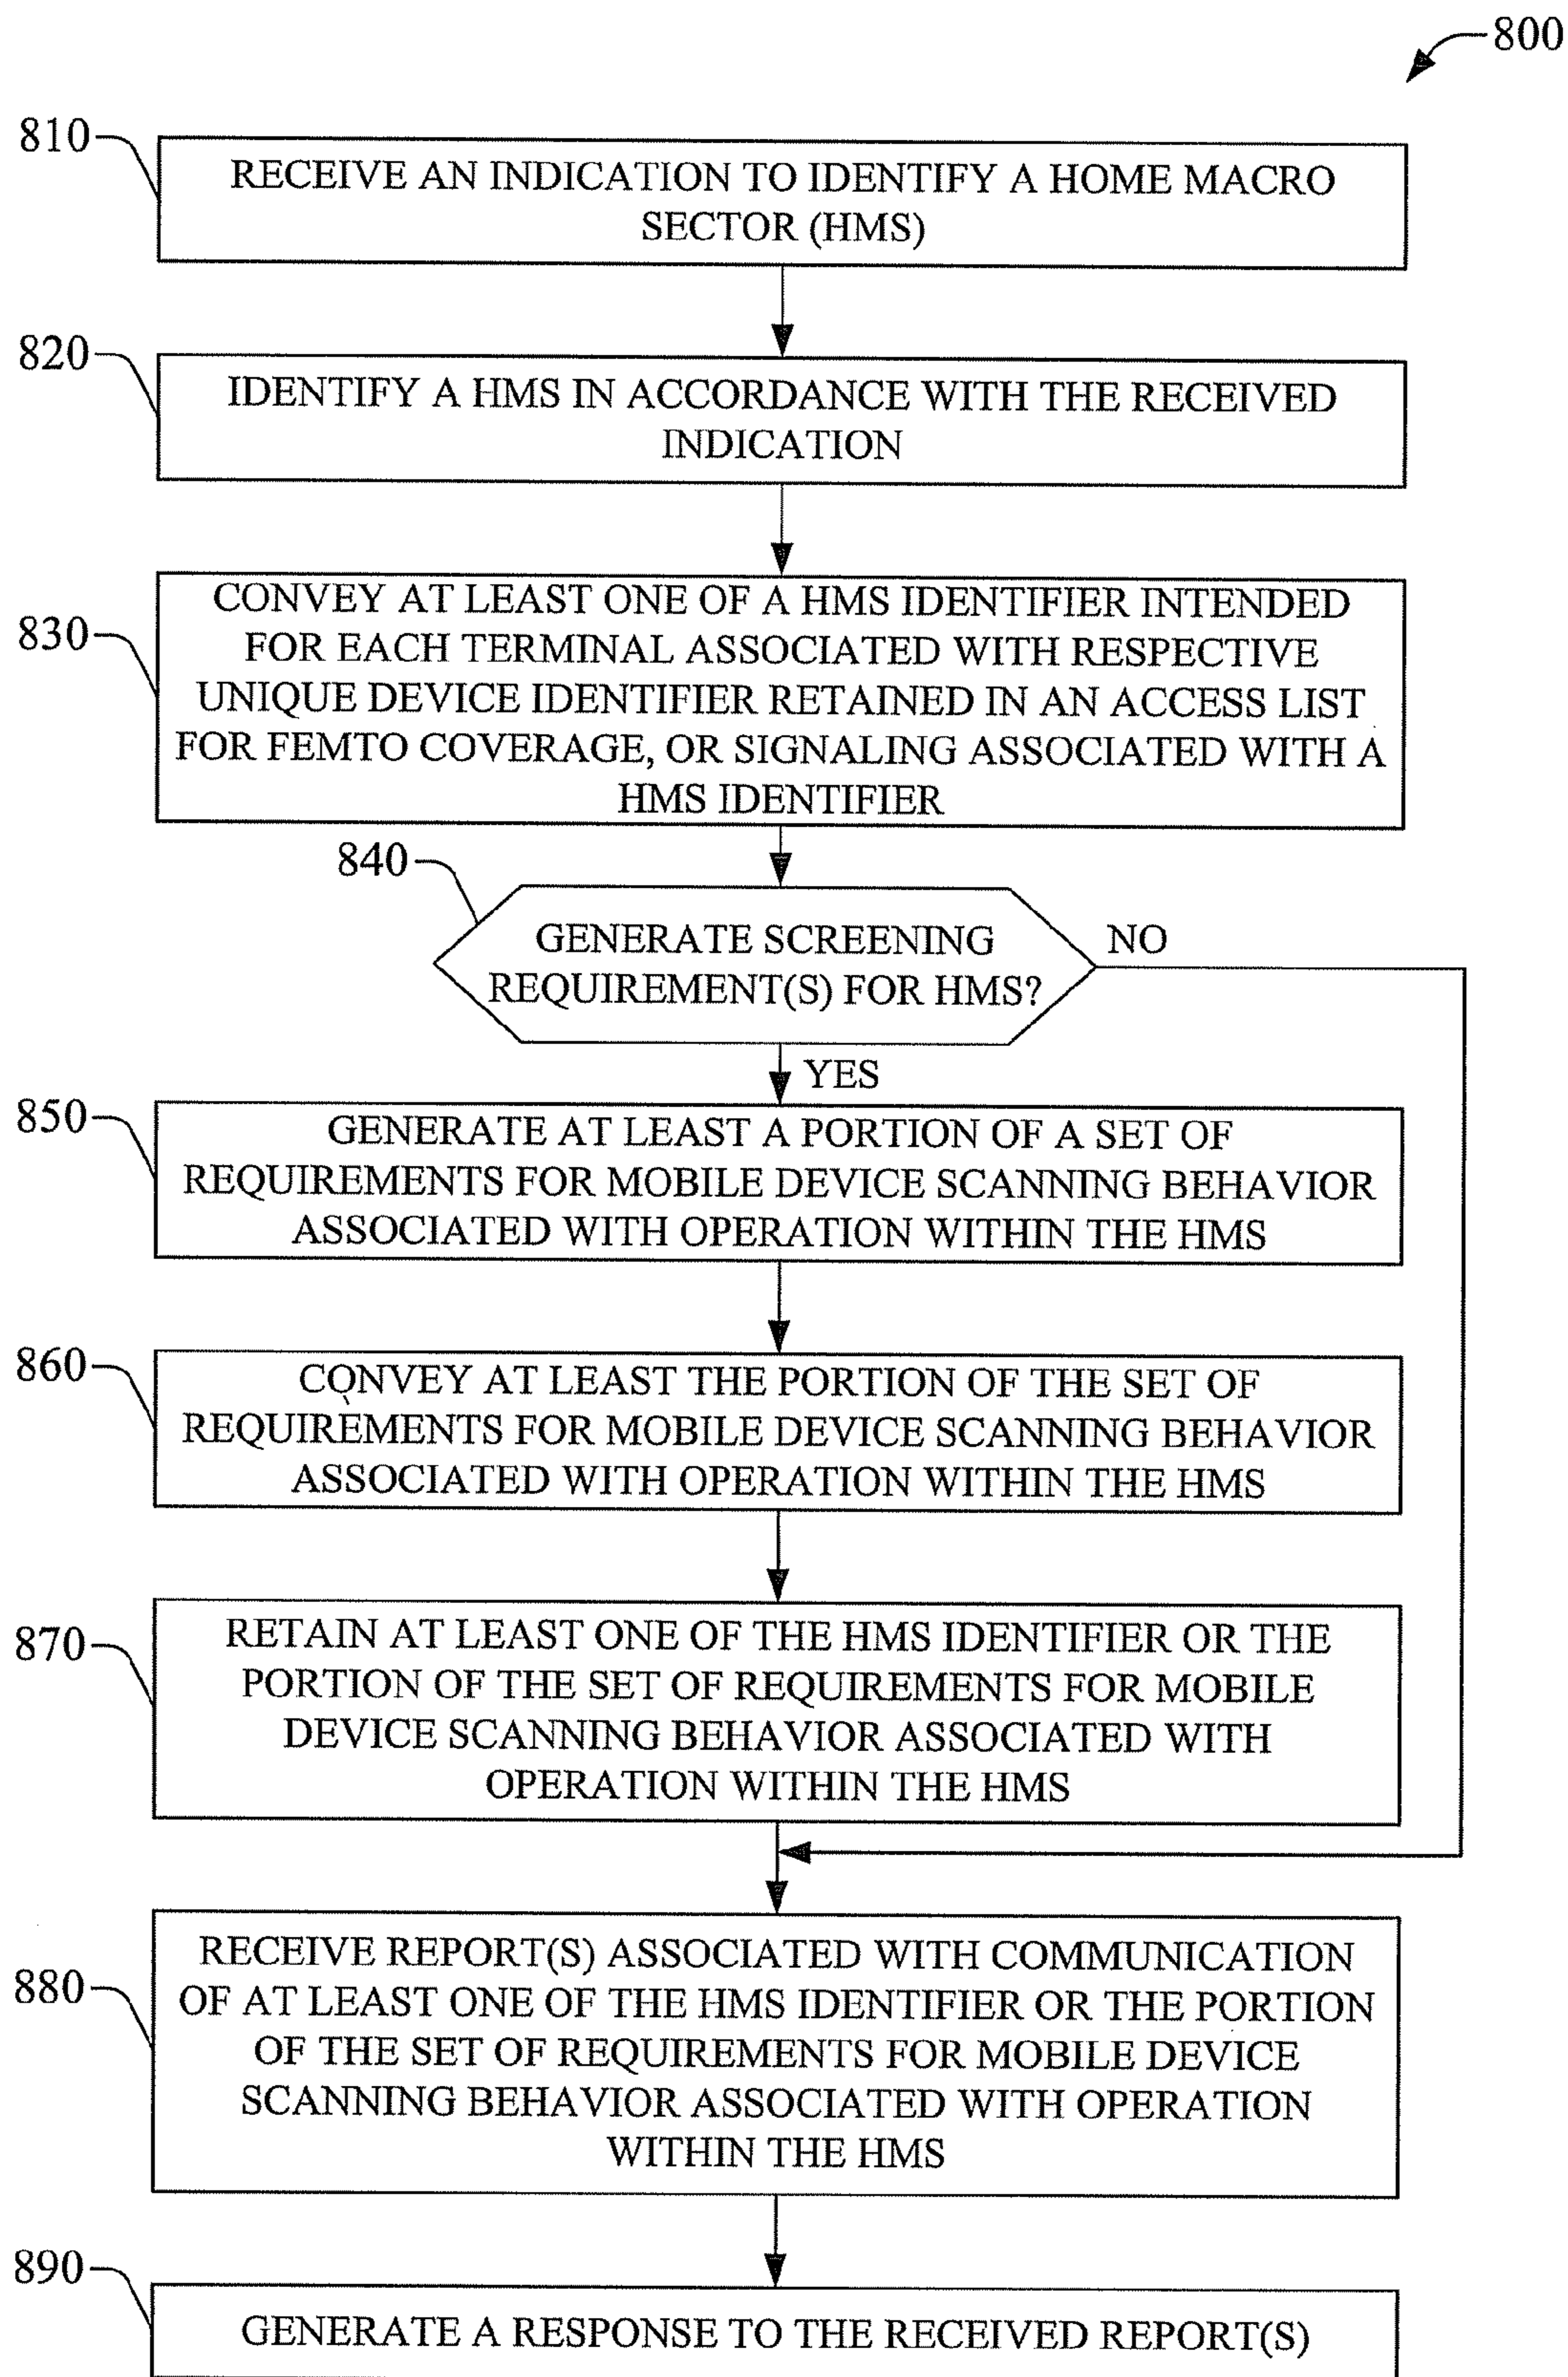 800
810
RECEIVE AN INDICATION TO IDENTIFY A HOME MACRO
SECTOR (HMS)
820
IDENTIFY A HMS IN ACCORDANCE WITH THE RECEIVED
INDICATION
830
CONVEY AT LEAST ONE OF A HMS IDENTIFIER INTENDED
FOR EACH TERMINAL ASSOCIATED WITH RESPECTIVE
UNIQUE DEVICE IDENTIFIER RETAINED IN AN ACCESS LIST
FOR FEMTO COVERAGE, OR SIGNALING ASSOCIATED WITH A
HMS IDENTIFIER
840
GENERATE SCREENING
REQUIREMENT(S) FOR HMS?
NO
YES
850
GENERATE AT LEAST A PORTION OF A SET OF
REQUIREMENTS FOR MOBILE DEVICE SCANNING BEHAVIOR
ASSOCIATED WITH OPERATION WITHIN THE HMS
860
CONVEY AT LEAST THE PORTION OF THE SET OF
REQUIREMENTS FOR MOBILE DEVICE SCANNING BEHAVIOR
ASSOCIATED WITH OPERATION WITHIN THE HMS
870
RETAIN AT LEAST ONE OF THE HMS IDENTIFIER OR THE
PORTION OF THE SET OF REQUIREMENTS FOR MOBILE
DEVICE SCANNING BEHAVIOR ASSOCIATED WITH
OPERATION WITHIN THE HMS
880
RECEIVE REPORT(S) ASSOCIATED WITH COMMUNICATION
OF AT LEAST ONE OF THE HMS IDENTIFIER OR THE PORTION
OF THE SET OF REQUIREMENTS FOR MOBILE DEVICE
SCANNING BEHAVIOR ASSOCIATED WITH OPERATION
WITHIN THE HMS
890
GENERATE A RESPONSE TO THE RECEIVED REPORT(S)